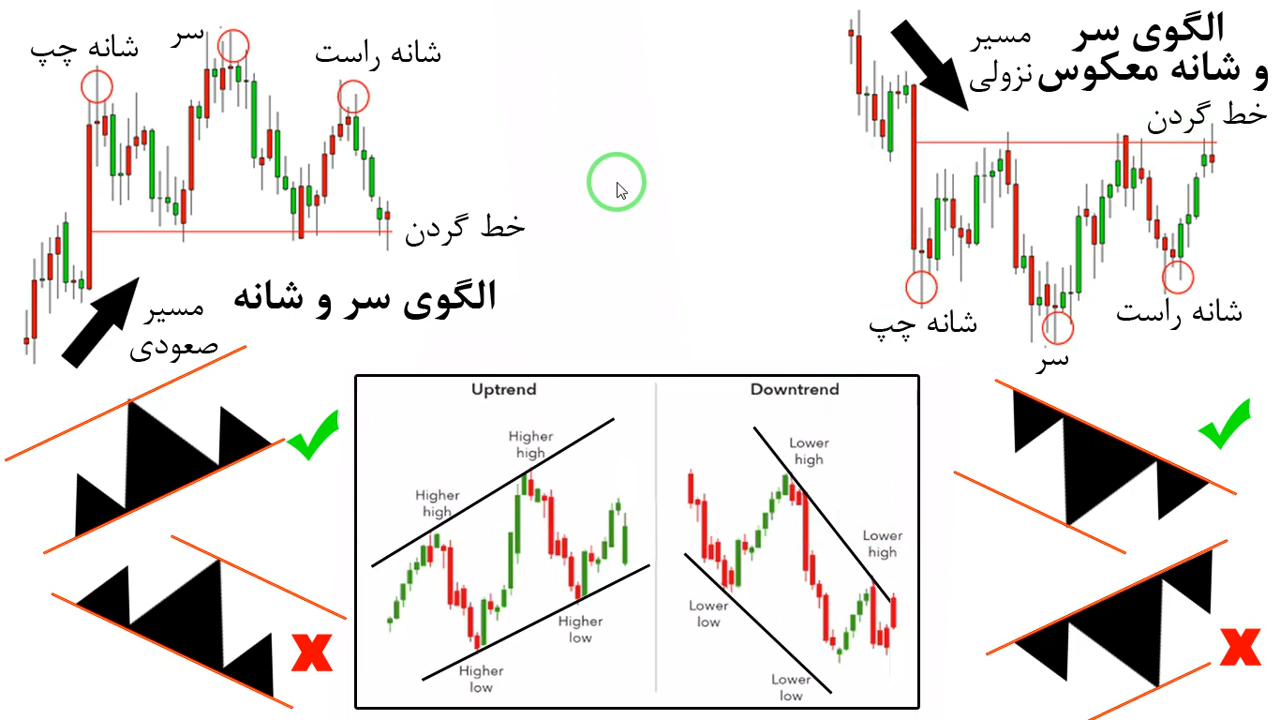 شانه چپ
سر
شانه راست
خط گردن
الگوی سر و شانه
مسیر
صعودی
الگوی سر
و شانه معکوس
مسیر
نزولی
خط گردن
شانه چپ
سر
شانه راست
Uptrend
Higher
high
Higher
high
Higher
low
Higher
low
Downtrend
Lower
high
Lower
high
Lower
low
Lower
low